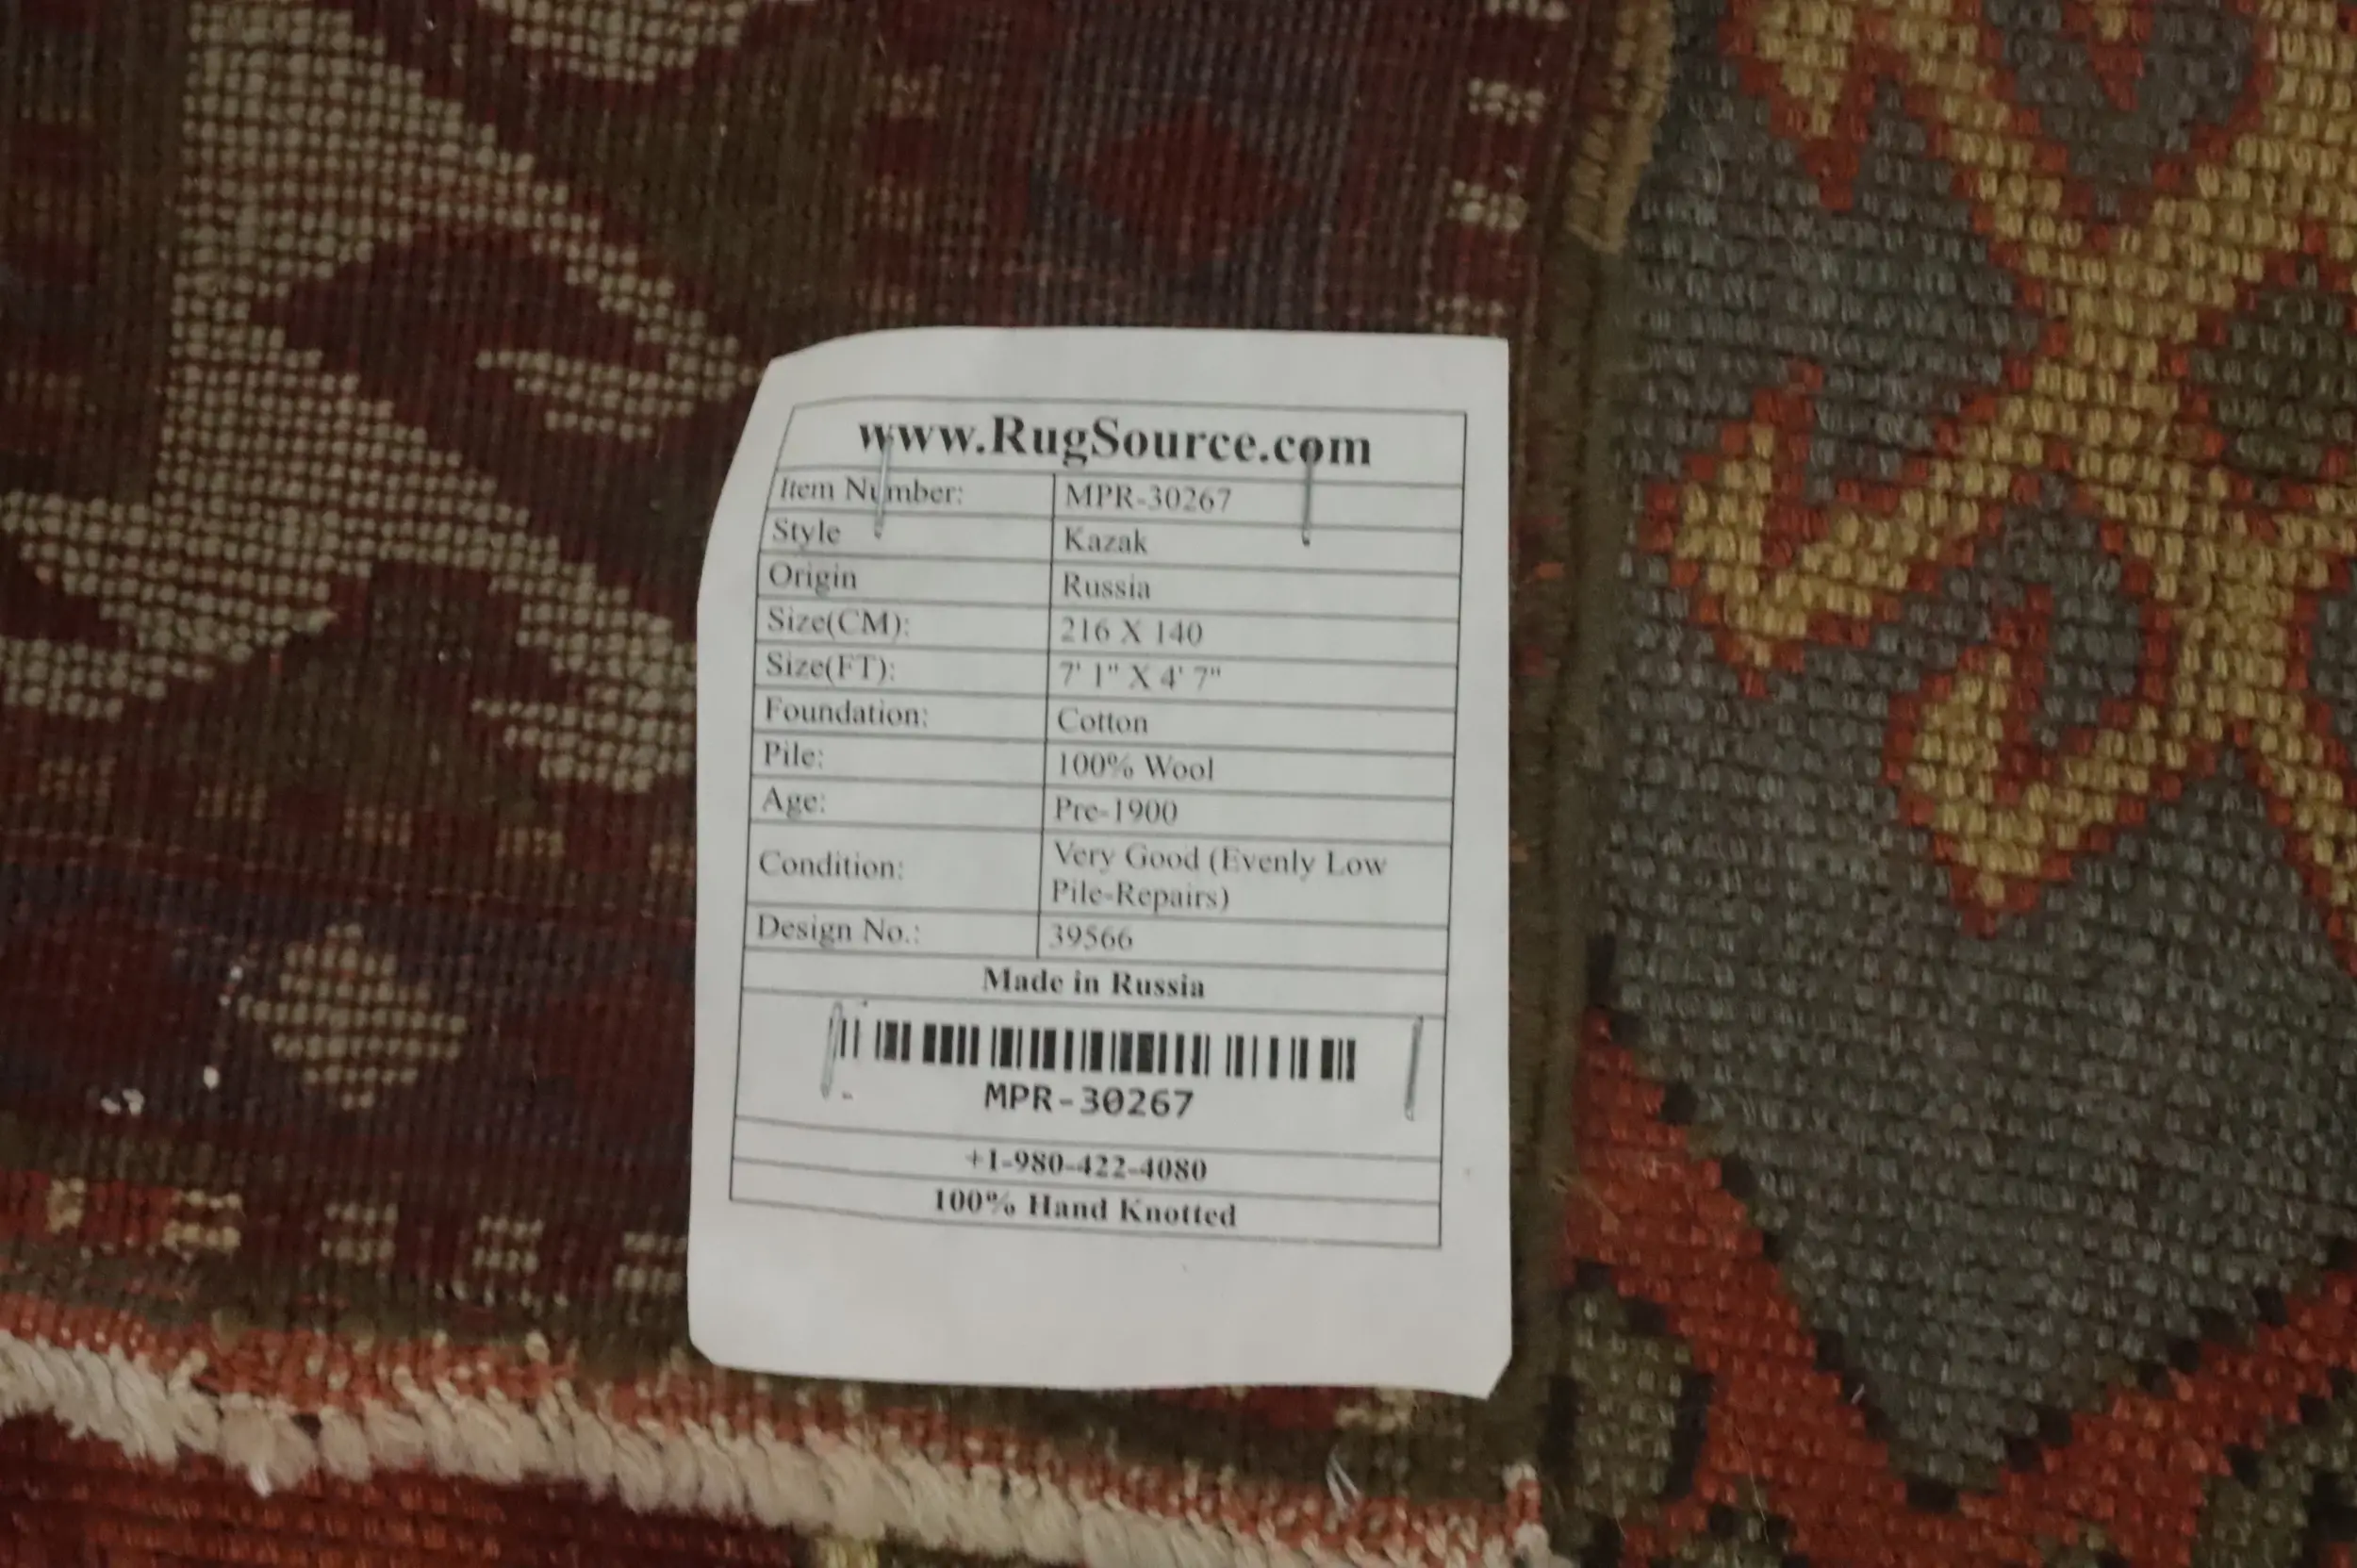 www.RugSource.com
Item Number: MPR-30267
Style Kazak
Origin Russia
Size(CM): 216 X 140
Size(FT): 7' 1" X 4' 7"
Foundation: Cotton
Pile: 100% Wool
Age: Pre-1900
Condition: Very Good (Evenly Low
Pile-Repairs)
Design No.: 39566
Made in Russia
MPR-30267
+1-980-422-4080
100% Hand Knotted